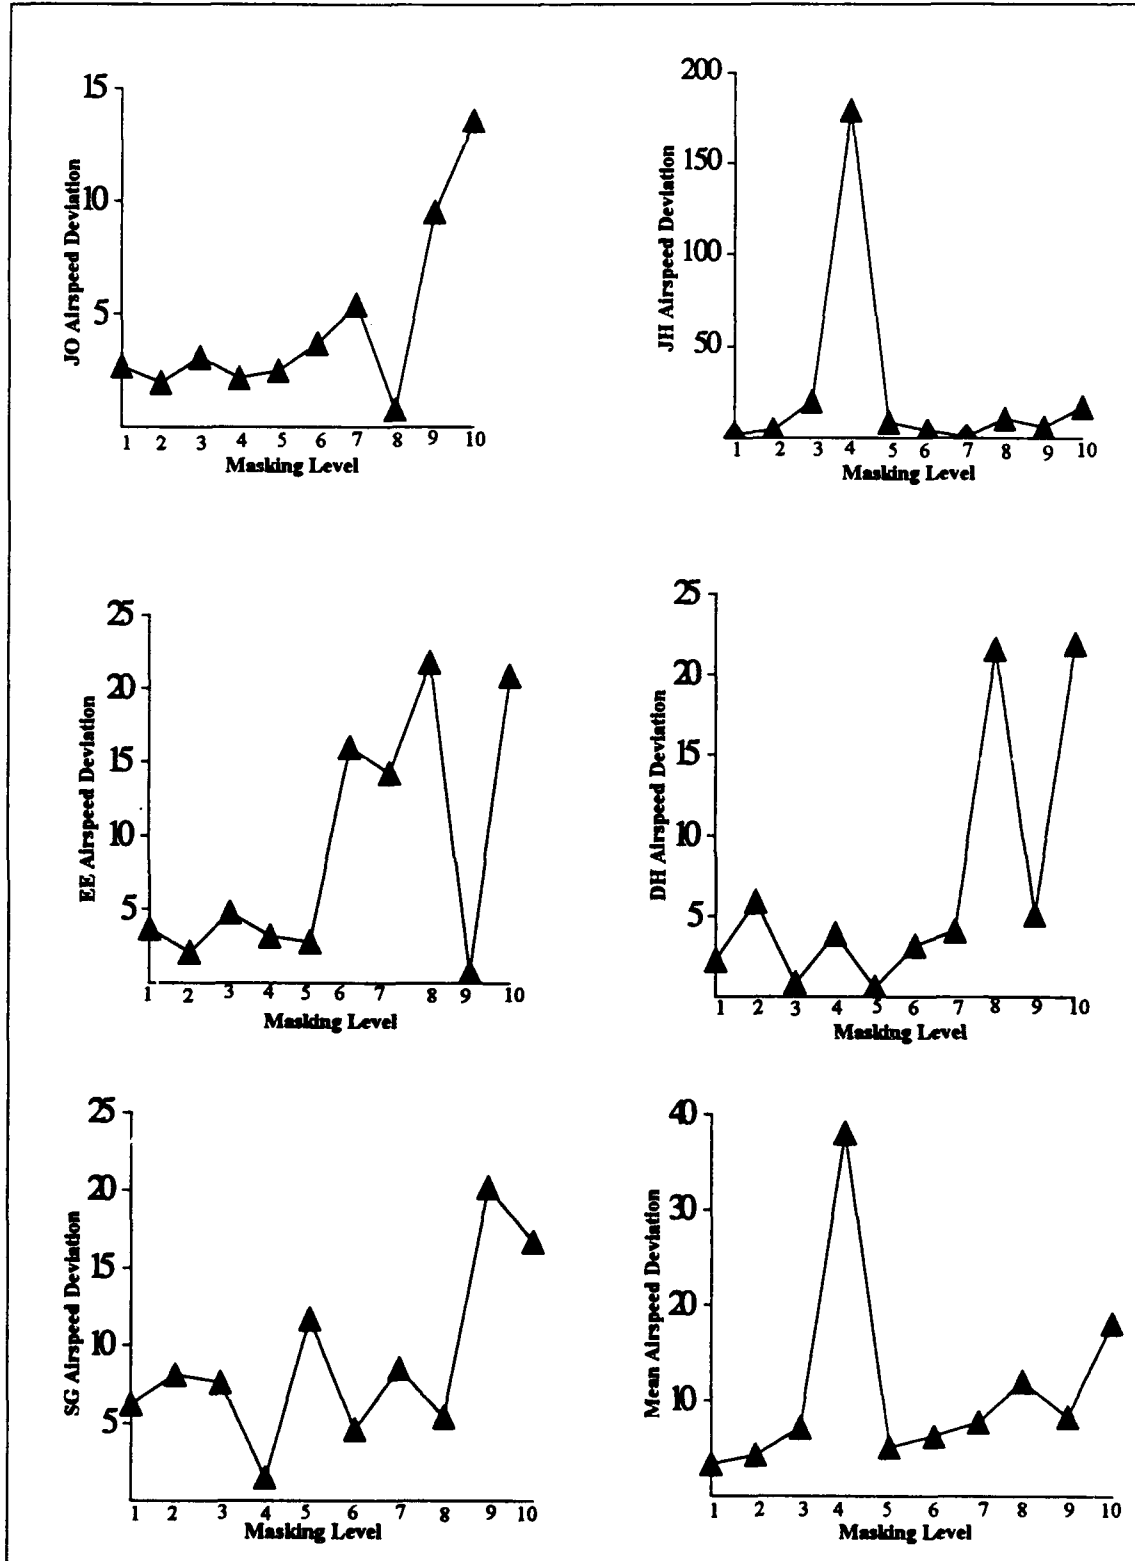 15
10
5
JO Airspeed Deviation
1 2 3 4 5 6 7 8 9 10
Masking Level
200
150
100
50
JH Airspeed Deviation
1 2 3 4 5 6 7 8 9 10
Masking Level
25
20
15
10
5
EE Airspeed Deviation
1 2 3 4 5 6 7 8 9 10
Masking Level
25
20
15
10
5
DH Airspeed Deviation
1 2 3 4 5 6 7 8 9 10
Masking Level
25
20
15
10
5
SG Airspeed Deviation
1 2 3 4 5 6 7 8 9 10
Masking Level
40
30
20
10
Mean Airspeed Deviation
1 2 3 4 5 6 7 8 9 10
Masking Level